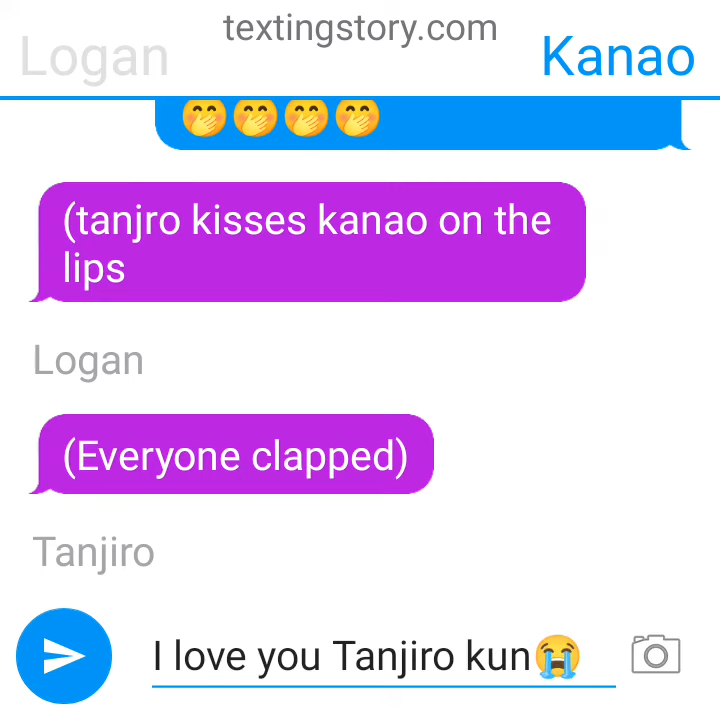 textingstory.com
Logan
Kanao
🤭🤭🤭🤭
(tanjro kisses kanao on the
lips
Logan
(Everyone clapped)
Tanjiro
I love you Tanjiro kun😭